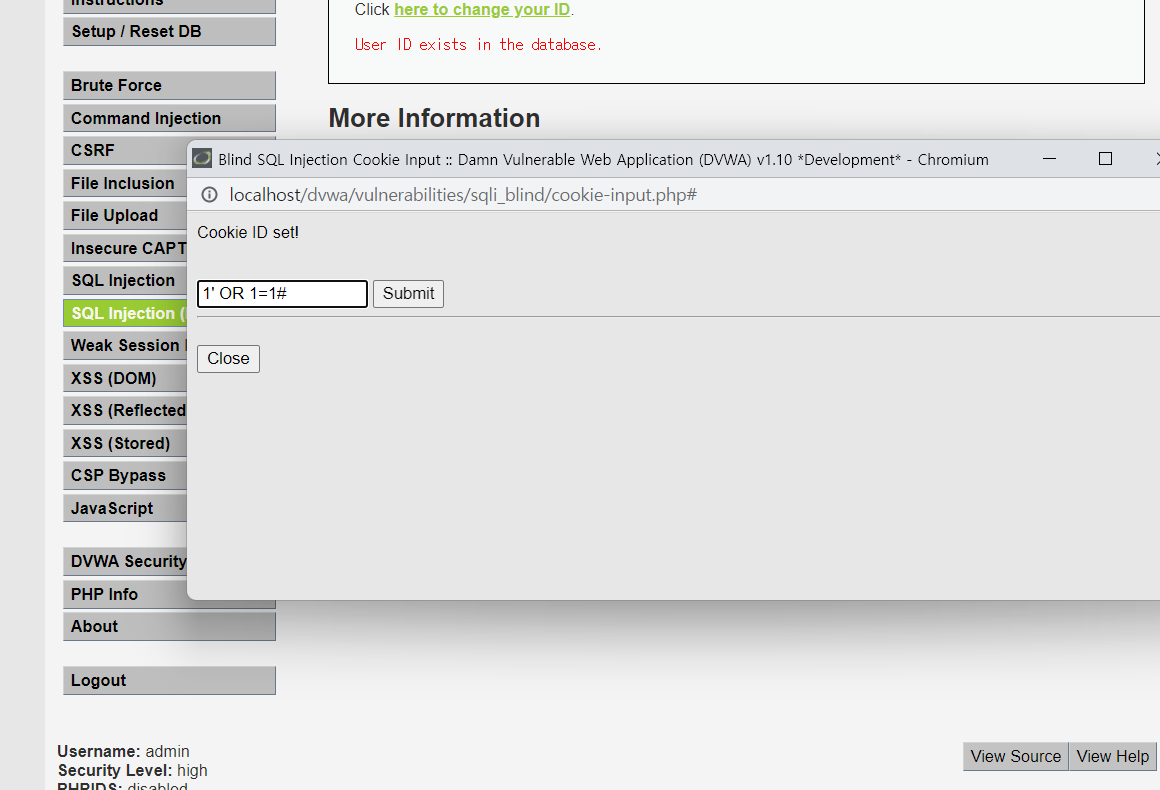 Instructions
Setup / Reset DB
Brute Force
Command Injection
CSRF
File Inclusion
File Upload
Insecure CAPT
SQL Injection
SQL Injection (
Weak Session
XSS (DOM)
XSS (Reflected
XSS (Stored)
CSP Bypass
JavaScript
DVWA Security
PHP Info
About
Logout
Username: admin
Security Level: high
PHPIDS: disabled
Click here to change your ID.
User ID exists in the database.
More Information
Blind SQL Injection Cookie Input :: Damn Vulnerable Web Application (DVWA) v1.10 *Development* - Chromium
localhost/dvwa/vulnerabilities/sqli_blind/cookie-input.php#
Cookie ID set!
1' OR 1=1# Submit
Close
View Source View Help